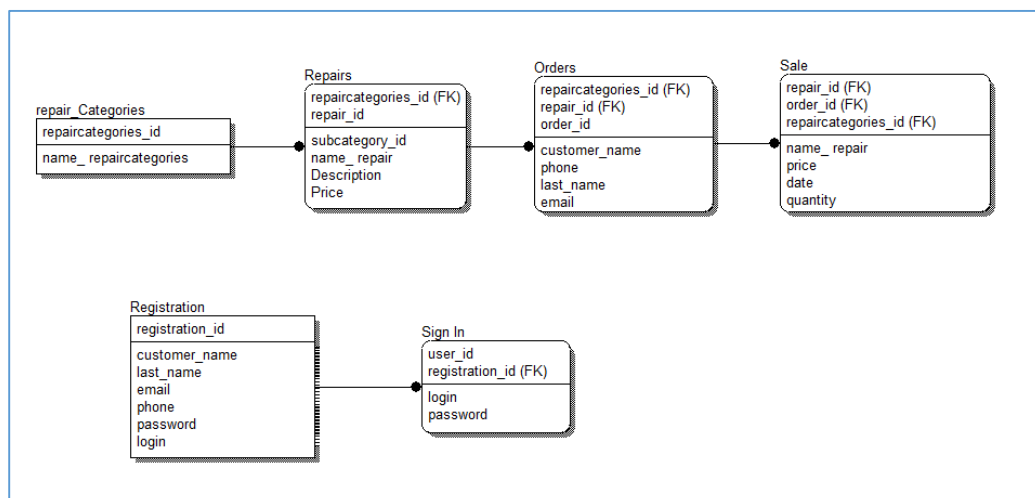 repair_Categories
repaircategories_id
name_ repaircategories
Repairs
repaircategories_id (FK)
repair_id
subcategory_id
name_ repair
Description
Price
Orders
repaircategories_id (FK)
repair_id (FK)
order_id
customer_name
phone
last_name
email
Sale
repair_id (FK)
order_id (FK)
repaircategories_id (FK)
name_ repair
price
date
quantity
Registration
registration_id
customer_name
last_name
email
phone
password
login
Sign In
user_id
registration_id (FK)
login
password